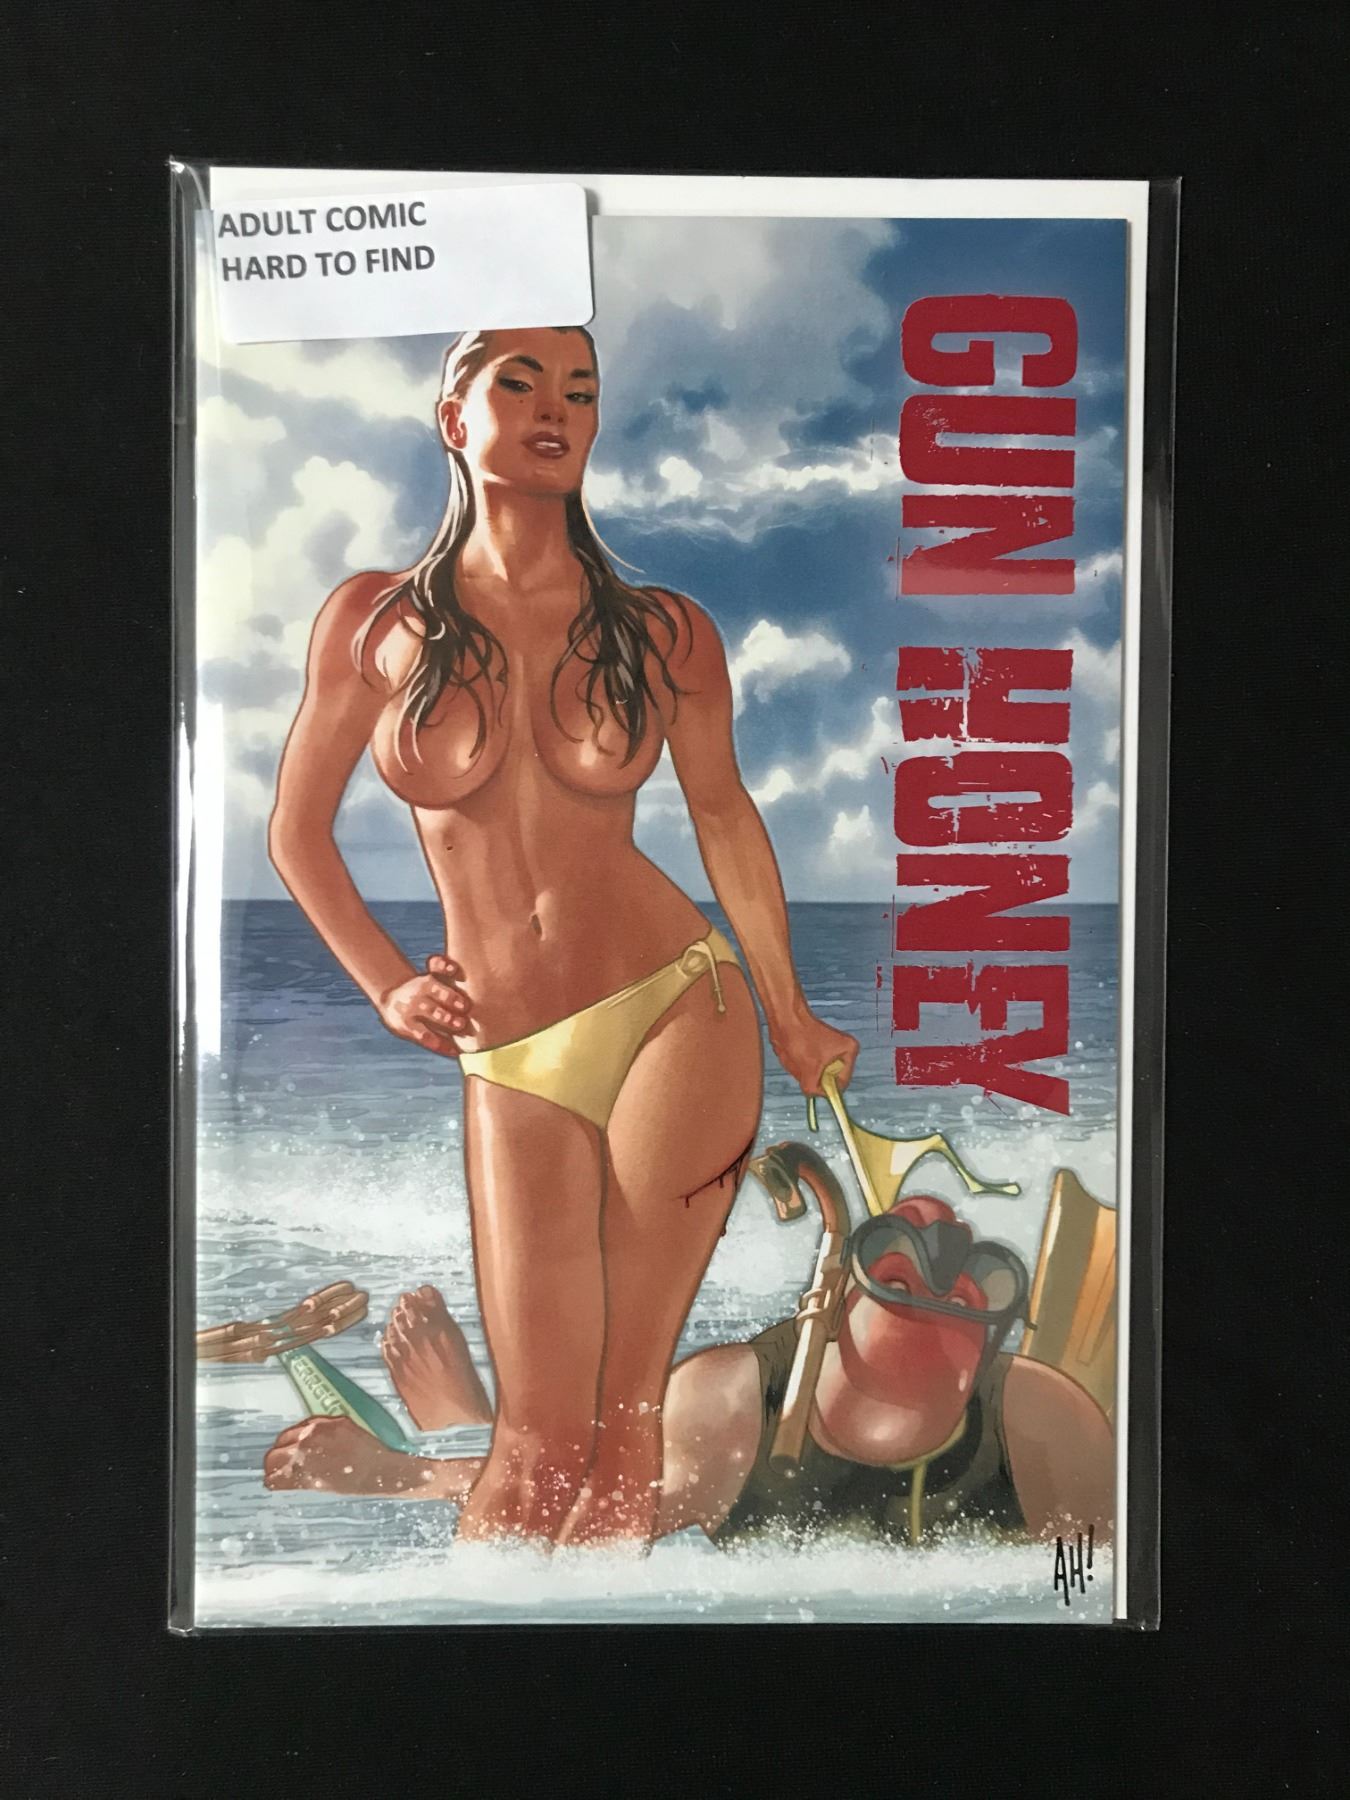 ADULT COMIC
HARD TO FIND
GUN HONEY
AH!